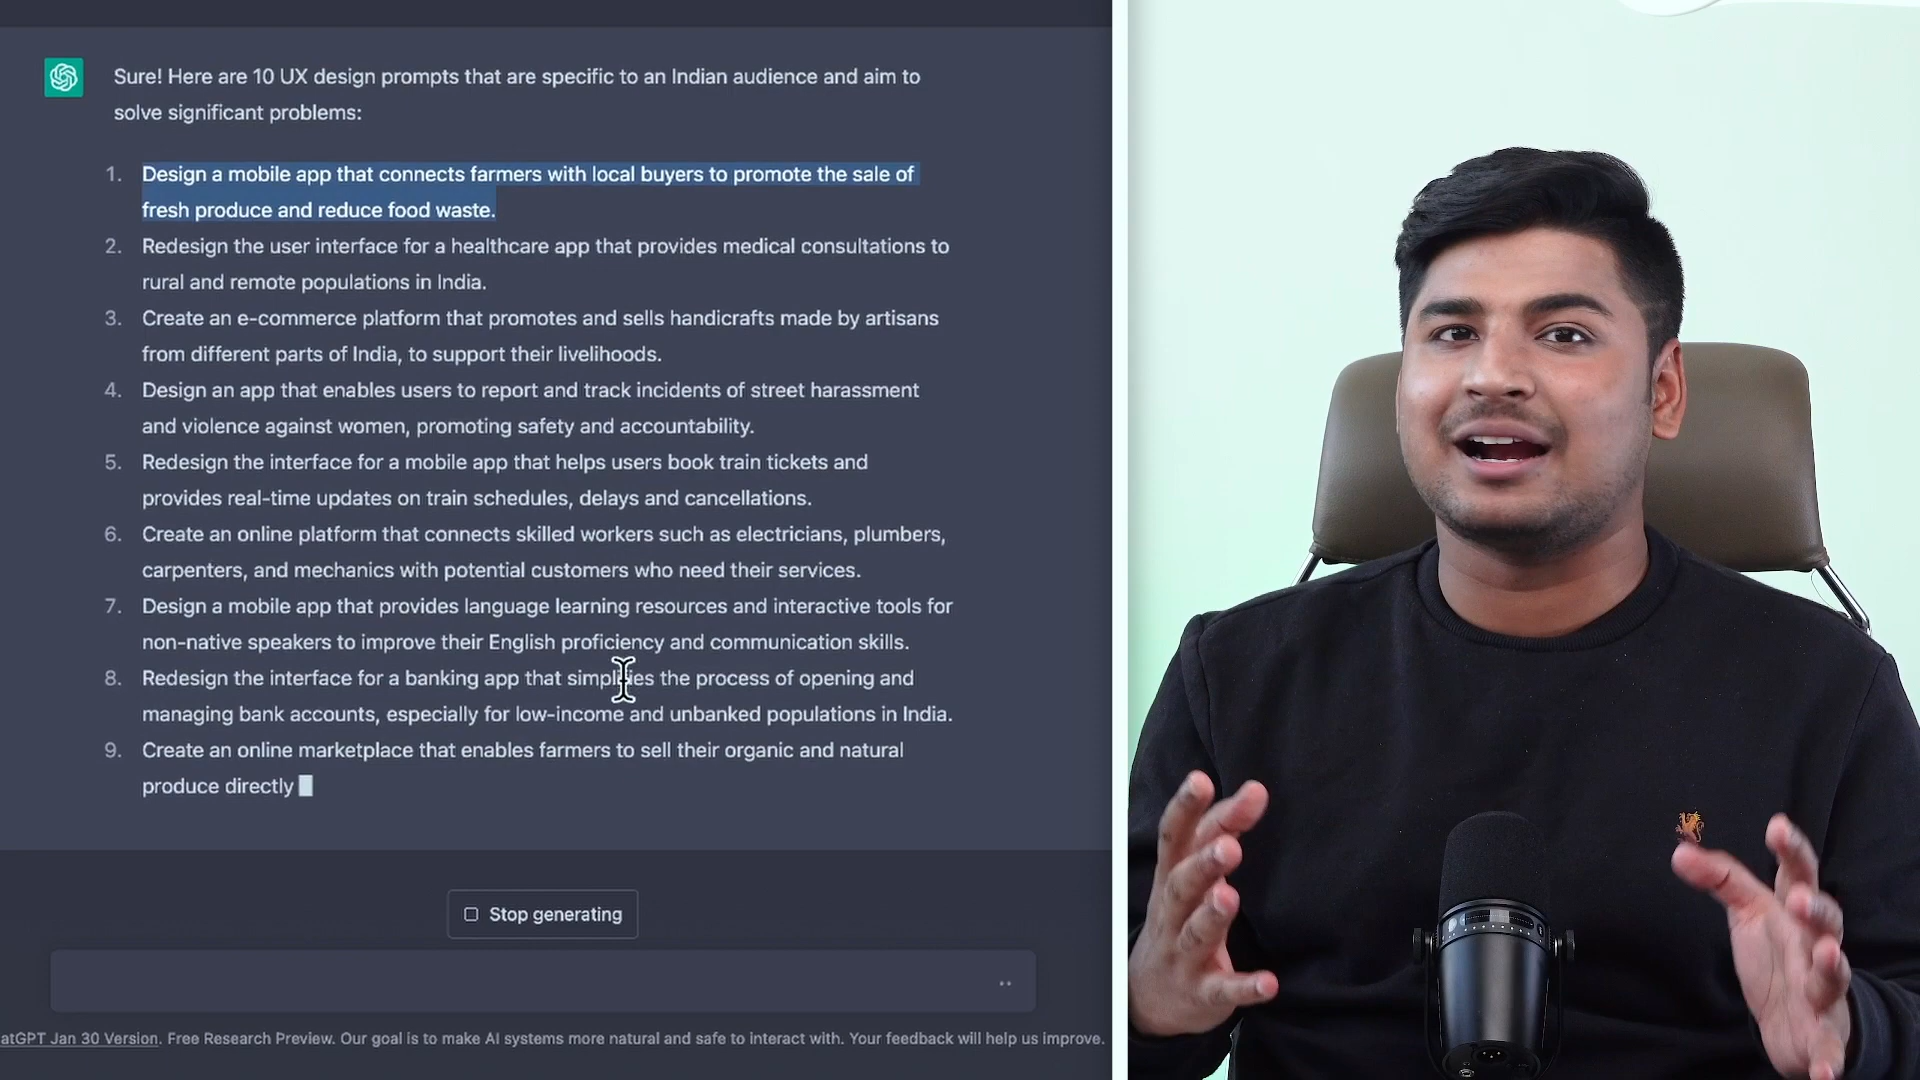 Sure! Here are 10 UX design prompts that are specific to an Indian audience and aim to
solve significant problems:
1. Design a mobile app that connects farmers with local buyers to promote the sale of
fresh produce and reduce food waste.
2. Redesign the user interface for a healthcare app that provides medical consultations to
rural and remote populations in India.
3. Create an e-commerce platform that promotes and sells handicrafts made by artisans
from different parts of India, to support their livelihoods.
4. Design an app that enables users to report and track incidents of street harassment
and violence against women, promoting safety and accountability.
5. Redesign the interface for a mobile app that helps users book train tickets and
provides real-time updates on train schedules, delays and cancellations.
6. Create an online platform that connects skilled workers such as electricians, plumbers,
carpenters, and mechanics with potential customers who need their services.
7. Design a mobile app that provides language learning resources and interactive tools for
non-native speakers to improve their English proficiency and communication skills.
8. Redesign the interface for a banking app that simplifies the process of opening and
managing bank accounts, especially for low-income and unbanked populations in India.
9. Create an online marketplace that enables farmers to sell their organic and natural
produce directly
Stop generating
atGPT Jan 30 Version. Free Research Preview. Our goal is to make AI systems more natural and safe to interact with. Your feedback will help us improve.